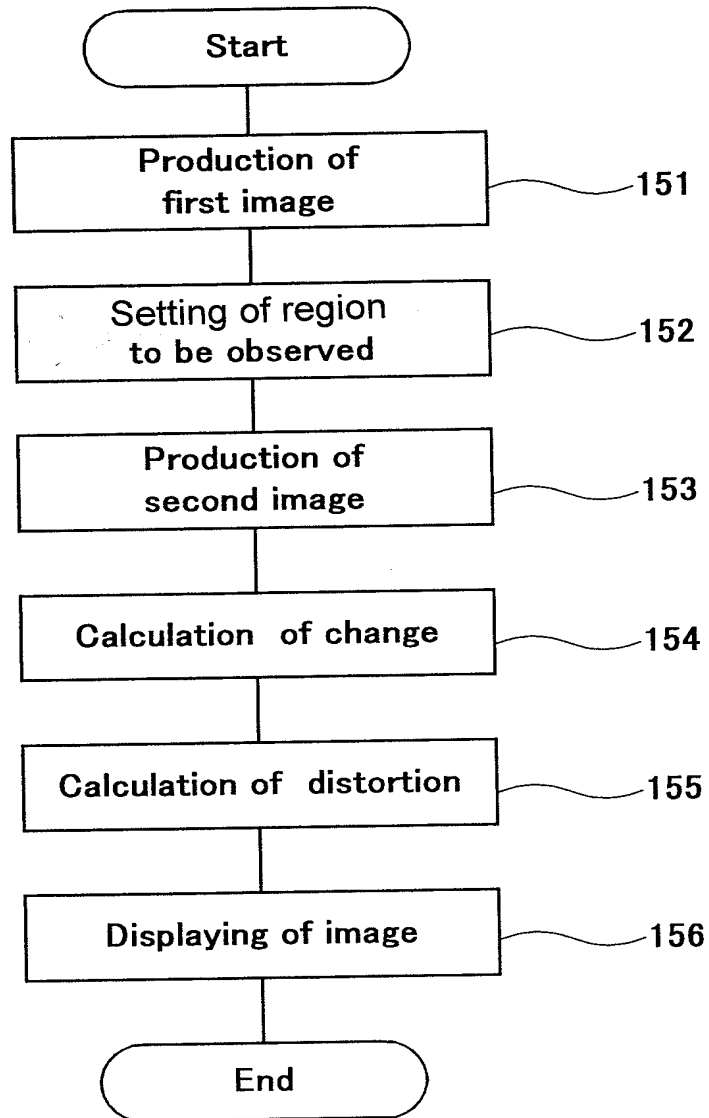 Start
Production of
first image
151
Setting of region
to be observed
152
Production of
second image
153
Calculation of change
154
Calculation of distortion
155
Displaying of image
156
End